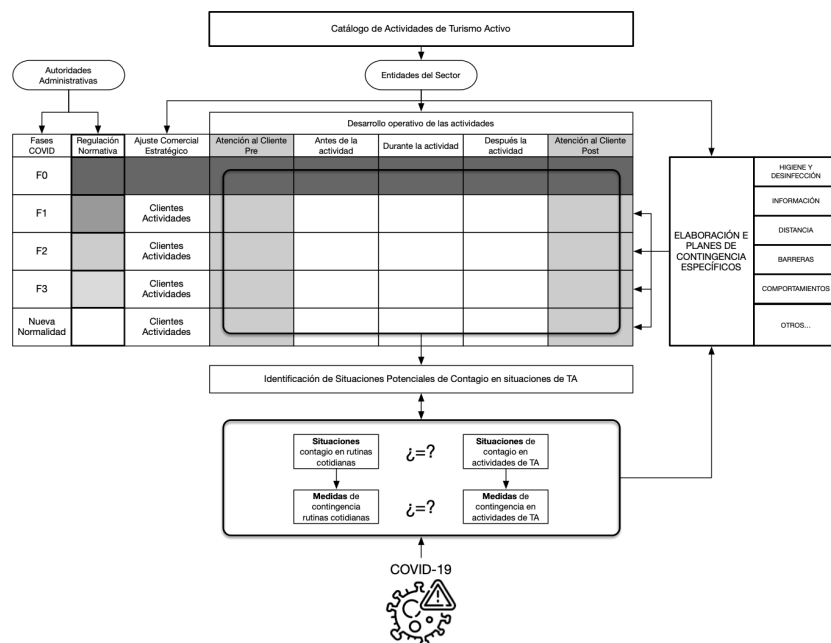 Catálogo de Actividades de Turismo Activo
Autoridades
Administrativas
Entidades del Sector
Desarrollo operativo de las actividades
Fases
COVID
Regulación
Normativa
Ajuste Comercial
Estratégico
Atención al Cliente
Pre
Antes de la
actividad
Durante la actividad
Después la
actividad
Atención al Cliente
Post
F0
F1
Clientes
Actividades
F2
Clientes
Actividades
F3
Clientes
Actividades
Nueva
Normalidad
Clientes
Actividades
ELABORACIÓN E
PLANES DE
CONTINGENCIA
ESPECÍFICOS
HIGIENE Y
DESINFECCIÓN
INFORMACIÓN
DISTANCIA
BARRERAS
COMPORTAMIENTOS
OTROS...
Identificación de Situaciones Potenciales de Contagio en situaciones de TA
Situaciones
contagio en rutinas
cotidianas
¿=?
Situaciones de
contagio en
actividades de TA
Medidas de
contingencia
rutinas cotidianas
¿=?
Medidas de
contingencia en
actividades de TA
COVID-19